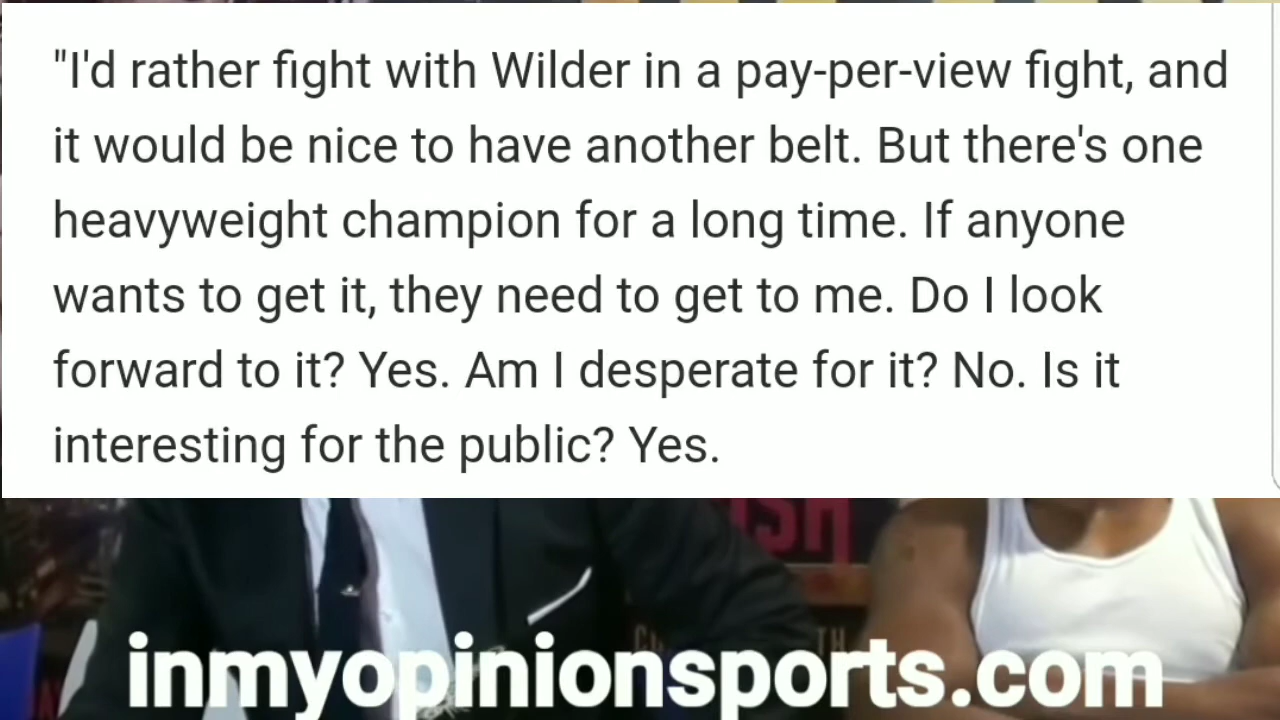 "I'd rather fight with Wilder in a pay-per-view fight, and
it would be nice to have another belt. But there's one
heavyweight champion for a long time. If anyone
wants to get it, they need to get to me. Do I look
forward to it? Yes. Am I desperate for it? No. Is it
interesting for the public? Yes.
inmyopinionsports.com